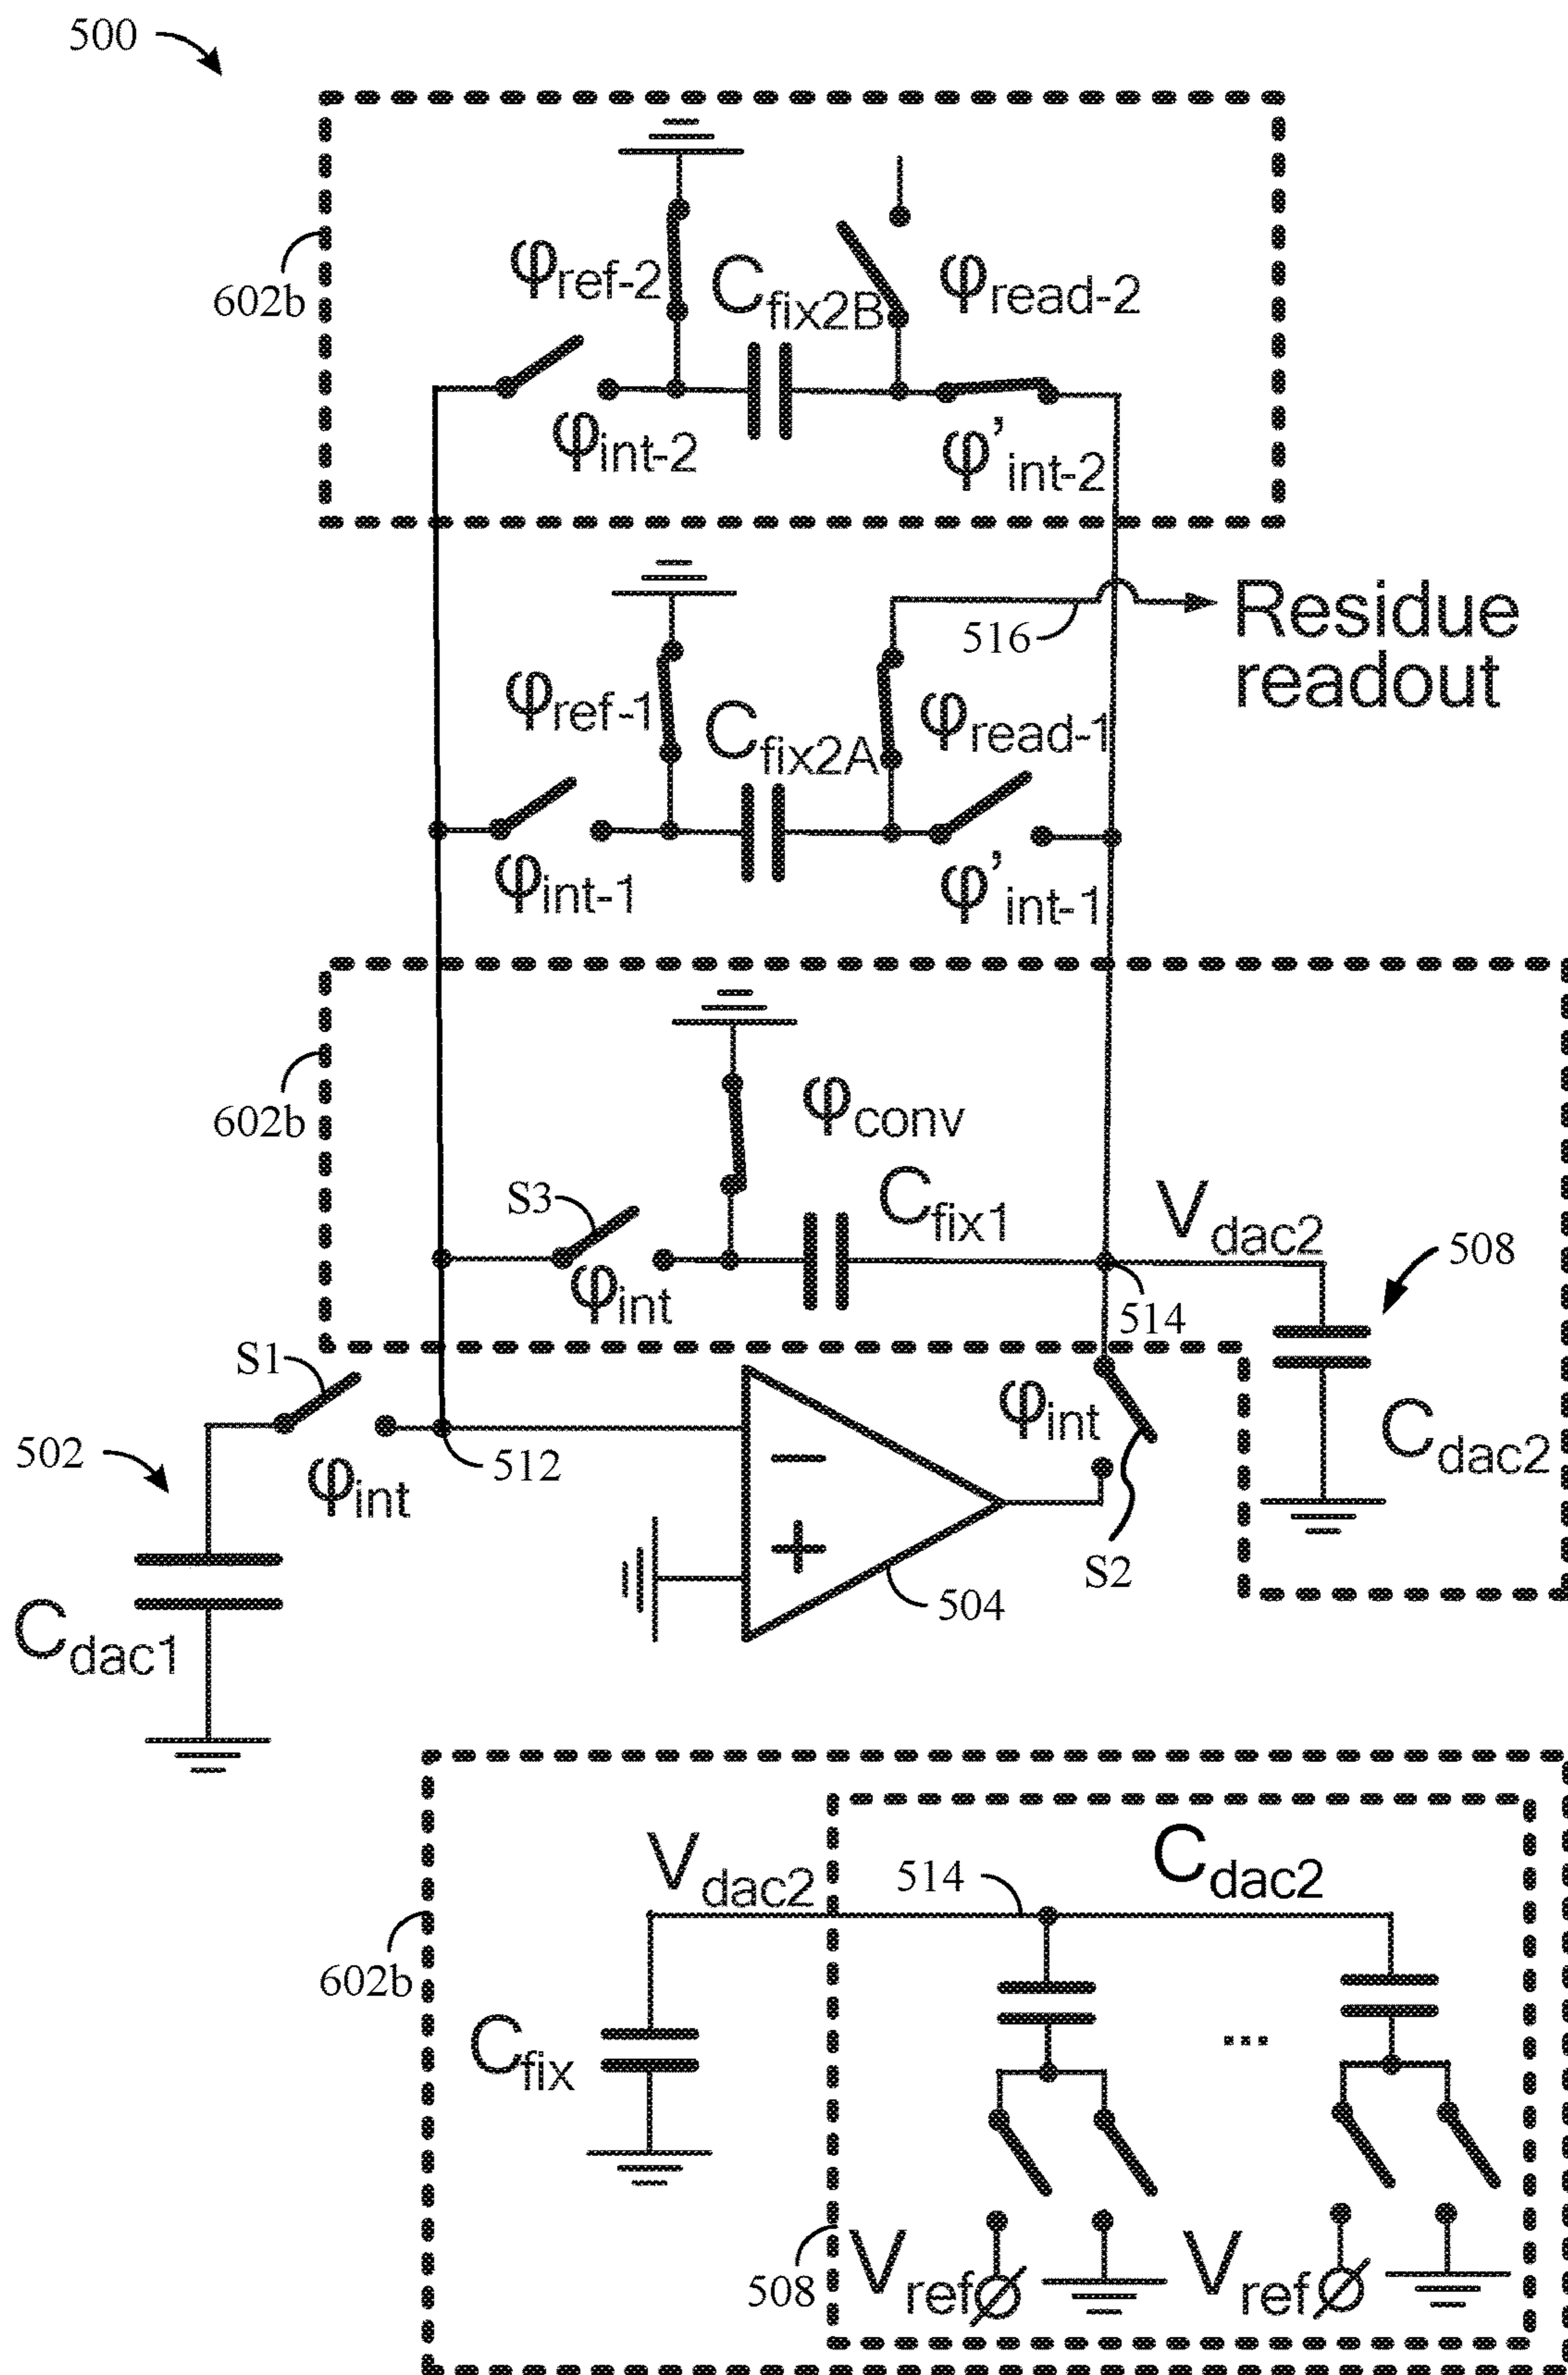 500
602b
φref-2
Cfix2B
φread-2
φint-2
φ'int-2
516
Residue
readout
φref-1
Cfix2A
φread-1
φint-1
φ'int-1
602b
φconv
S3
Cfix1
Vdac2
508
φint
514
S1
φint
502
512
φint
−
+
S2
Cdac2
504
Cdac1
Vdac2
514
Cdac2
602b
Cfix
...
508
Vref
Vref